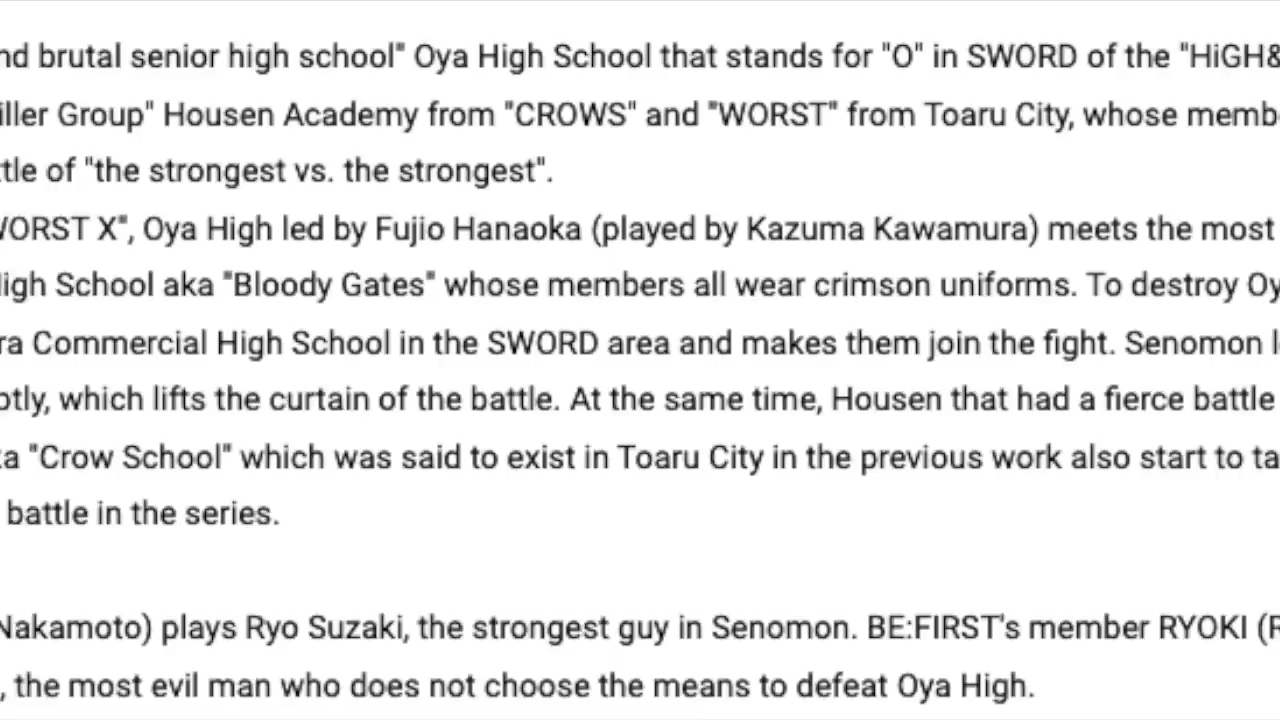 nd brutal senior high school" Oya High School that stands for "O" in SWORD of the "HiGH&
iller Group" Housen Academy from "CROWS" and "WORST" from Toaru City, whose memb
tle of "the strongest vs. the strongest".
WORST X", Oya High led by Fujio Hanaoka (played by Kazuma Kawamura) meets the most
High School aka "Bloody Gates" whose members all wear crimson uniforms. To destroy Oy
ra Commercial High School in the SWORD area and makes them join the fight. Senomon l
ptly, which lifts the curtain of the battle. At the same time, Housen that had a fierce battle
ka "Crow School" which was said to exist in Toaru City in the previous work also start to ta
battle in the series.
Nakamoto) plays Ryo Suzaki, the strongest guy in Senomon. BE:FIRST's member RYOKI (R
, the most evil man who does not choose the means to defeat Oya High.